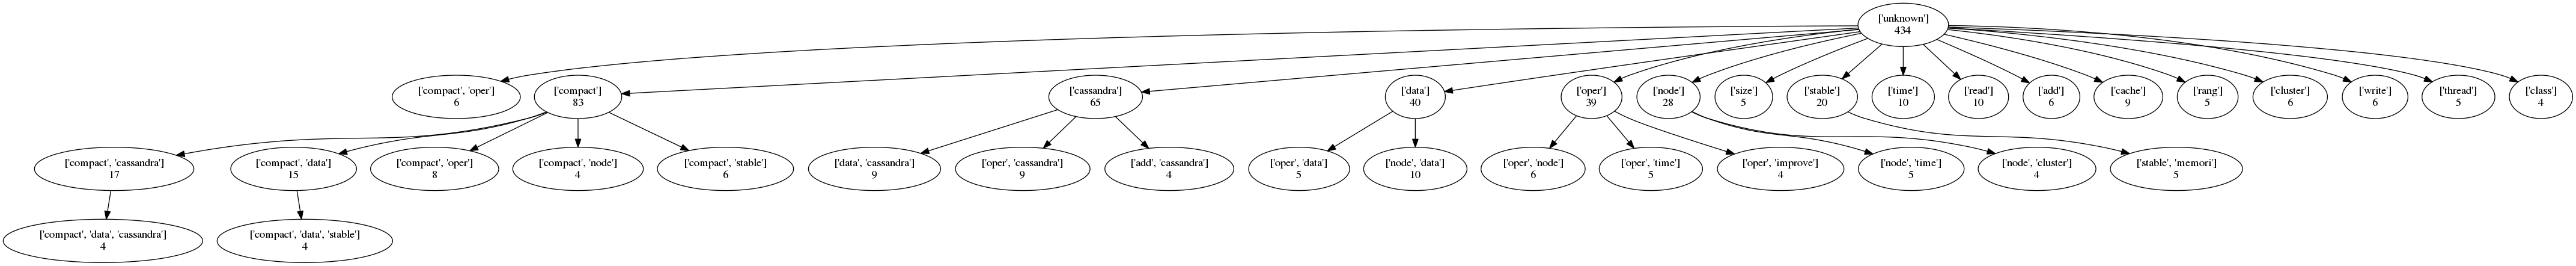 ['unknown']
434
['compact', 'oper']
6
['compact']
83
['cassandra']
65
['data']
40
['oper']
39
['node']
28
['size']
5
['stable']
20
['time']
10
['read']
10
['add']
6
['cache']
9
['rang']
5
['cluster']
6
['write']
6
['thread']
5
['class']
4
['compact', 'cassandra']
17
['compact', 'data']
15
['compact', 'oper']
8
['compact', 'node']
4
['compact', 'stable']
6
['data', 'cassandra']
9
['oper', 'cassandra']
9
['add', 'cassandra']
4
['oper', 'data']
5
['node', 'data']
10
['oper', 'node']
6
['oper', 'time']
5
['oper', 'improve']
4
['node', 'time']
5
['node', 'cluster']
4
['stable', 'memori']
5
['compact', 'data', 'cassandra']
4
['compact', 'data', 'stable']
4